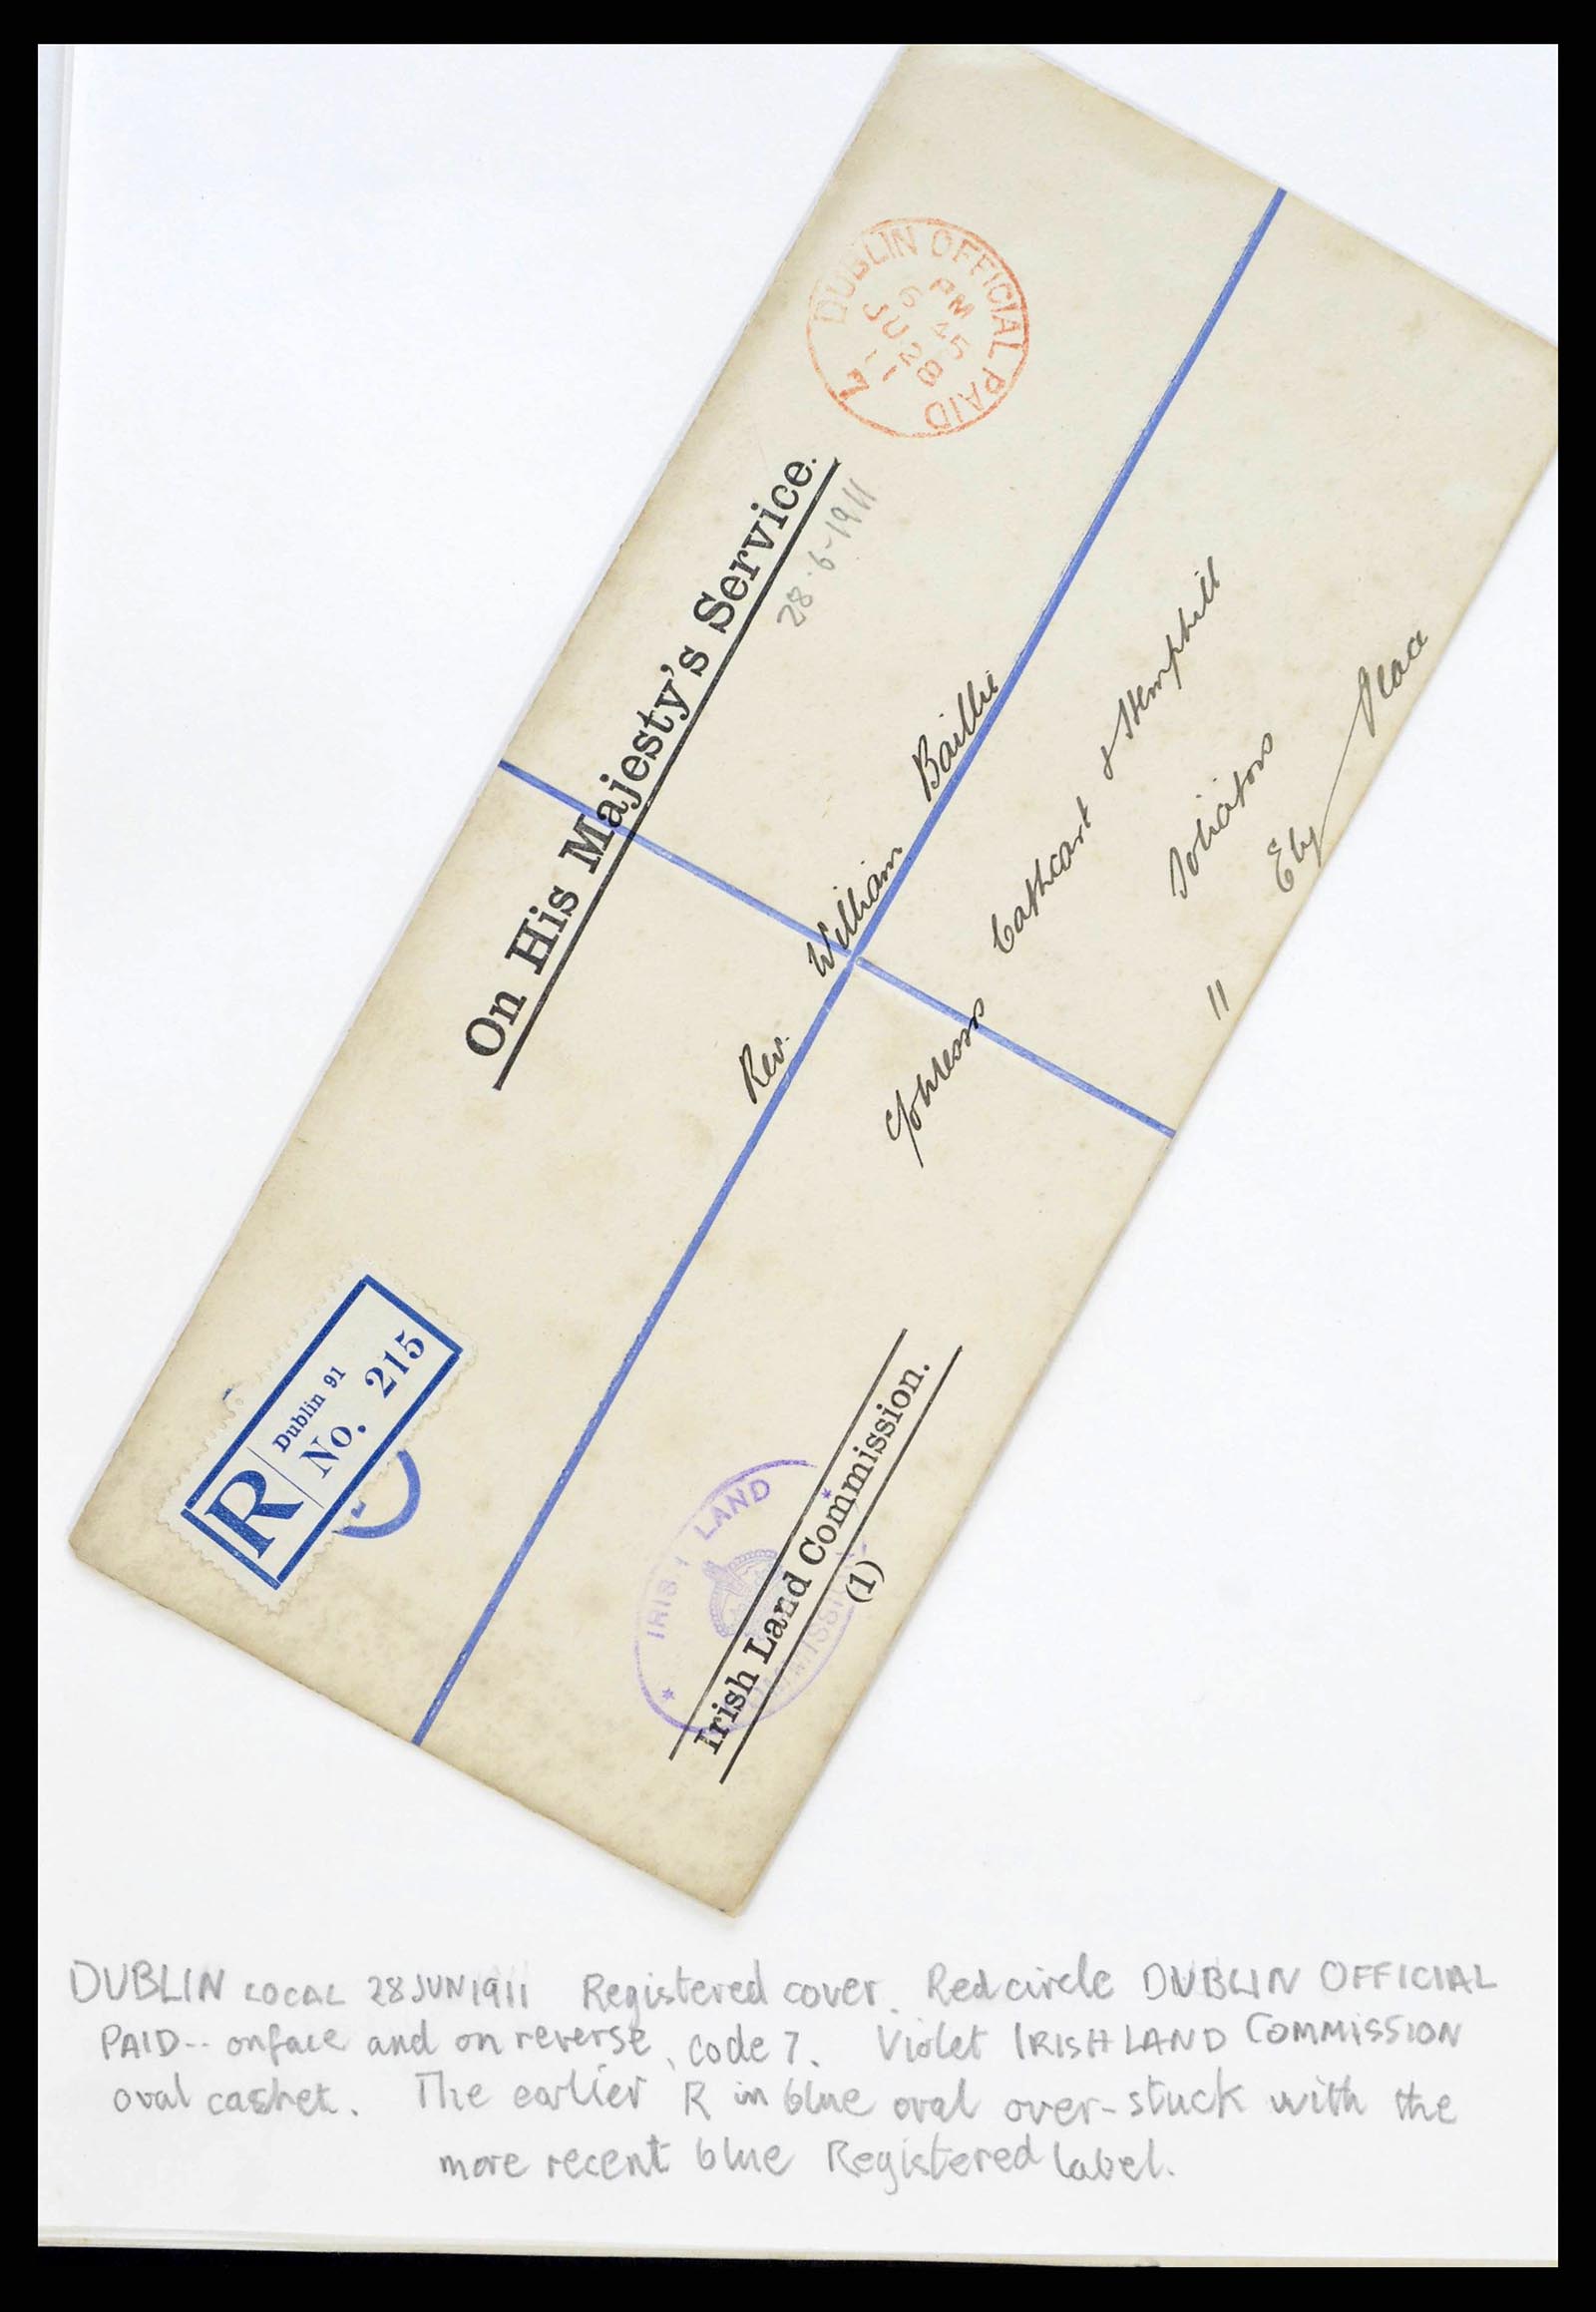 DUBLIN OFFICIAL PAID
PM
6 45
JU 28
11
7
On His Majesty's Service.
28·6-1911
Rev. William Baillie
Cathcart & Hemphill
Solicitors
11 Ely Place
R
Dublin 91
No. 215
IRISH LAND
Irish Land Commission.
(1)
DUBLIN LOCAL 28 JUN 1911 Registered cover. Red circle DUBLIN OFFICIAL
PAID-- on face and on reverse, code 7. Violet IRISH LAND COMMISSION
oval cachet. The earlier R in blue oval over-stuck with the
more recent blue Registered label.